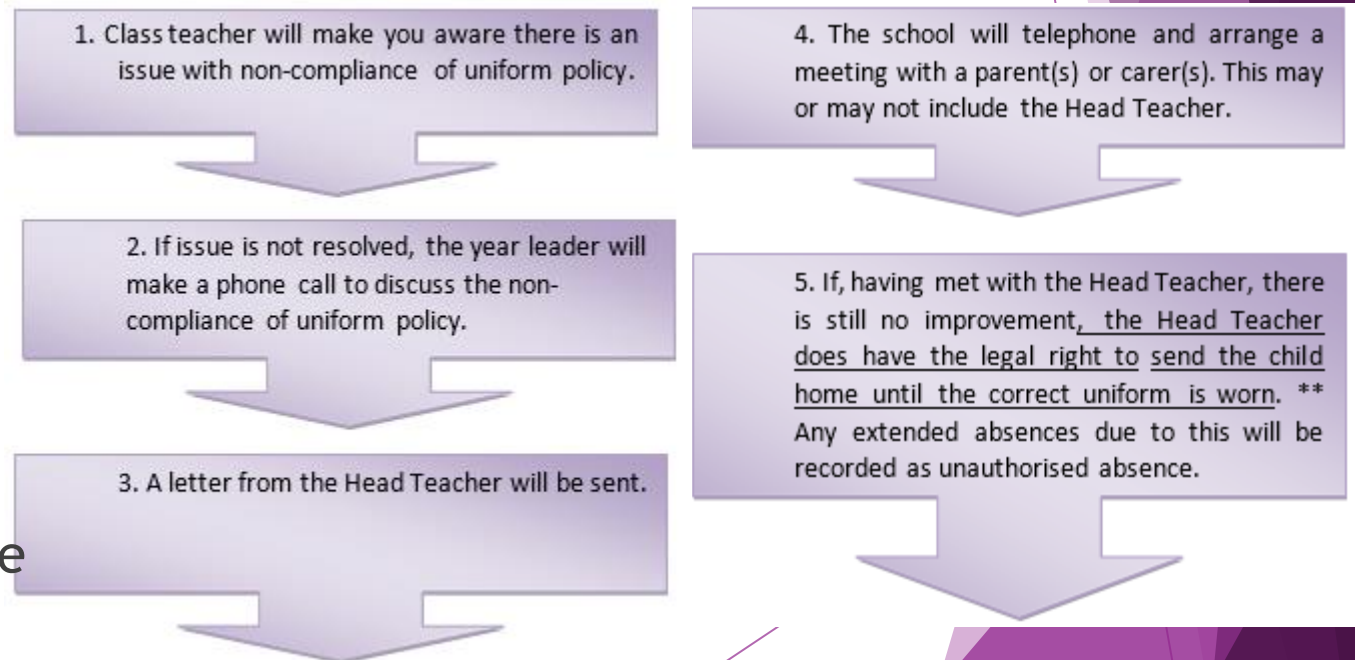 1. Class teacher will make you aware there is an
issue with non-compliance of uniform policy.
2. If issue is not resolved, the year leader will
make a phone call to discuss the non-
compliance of uniform policy.
3. A letter from the Head Teacher will be sent.
e
4. The school will telephone and arrange a
meeting with a parent(s) or carer(s). This may
or may not include the Head Teacher.
5. If, having met with the Head Teacher, there
is still no improvement, the Head Teacher
does have the legal right to send the child
home until the correct uniform is worn. **
Any extended absences due to this will be
recorded as unauthorised absence.